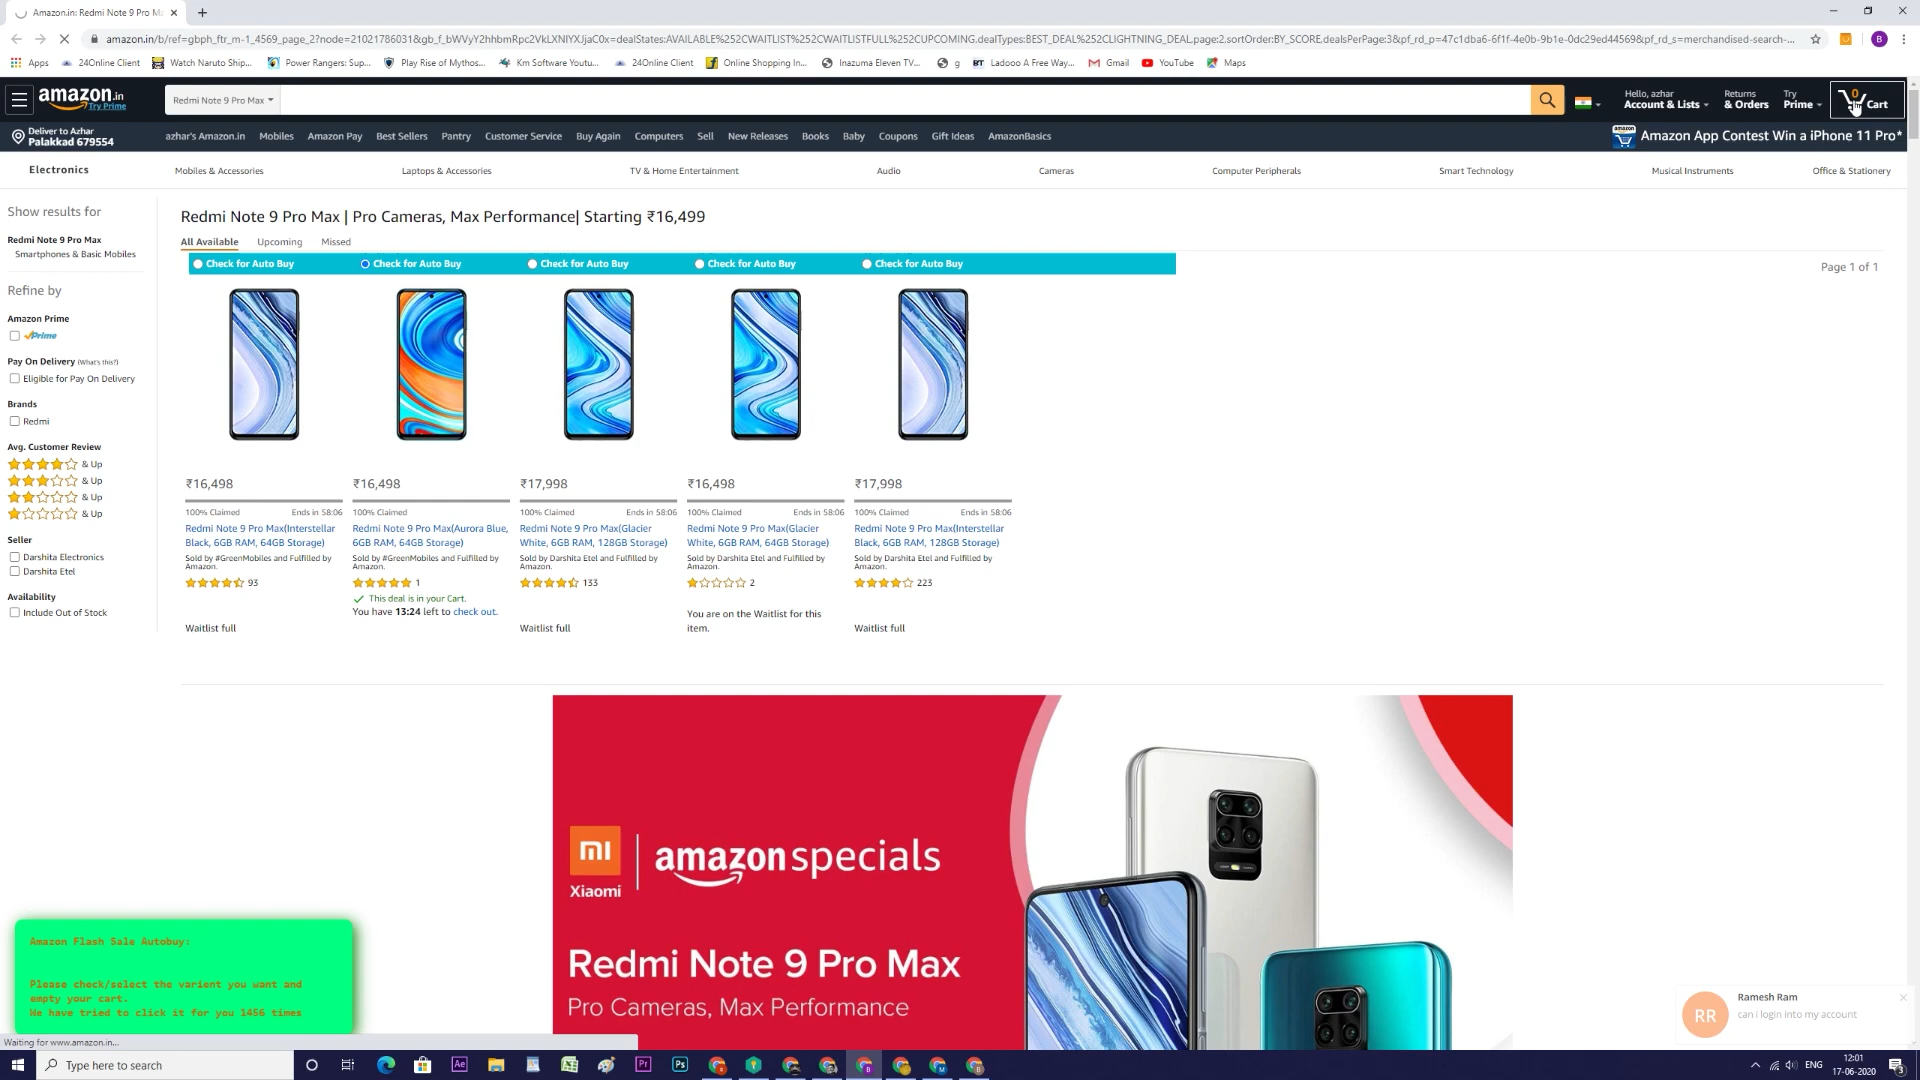 Amazon.in: Redmi Note 9 Pro M
amazon.in/b/ref=gbph_ftr_m-1_4569_page_2?node=21021786031&gb_f_bWVyY2hhbmRpc2VkLXNlYXJjaC0x=dealStates:AVAILABLE%252CWAITLIST%252CWAITLISTFULL%252CUPCOMING,dealTypes:BEST_DEAL%252CLIGHTNING_DEAL,page:2,sortOrder:BY_SCORE,dealsPerPage:3&pf_rd_p=47c1dba6-6f1f-4e0b-9b1e-0dc29ed44569&pf_rd_s=merchandised-search-...
B
Apps 24Online Client Watch Naruto Ship... Power Rangers: Sup... Play Rise of Mythos... Km Software Youtu... 24Online Client Online Shopping In... Inazuma Eleven TV... g BT Ladooo A Free Way... Gmail YouTube Maps
amazon.in
Try Prime
Redmi Note 9 Pro Max
Hello, azhar
Account & Lists
Returns
& Orders
Try
Prime
0
Cart
Deliver to Azhar
Palakkad 679554
azhar's Amazon.in Mobiles Amazon Pay Best Sellers Pantry Customer Service Buy Again Computers Sell New Releases Books Baby Coupons Gift Ideas AmazonBasics
amazon
Amazon App Contest Win a iPhone 11 Pro*
Electronics Mobiles & Accessories Laptops & Accessories TV & Home Entertainment Audio Cameras Computer Peripherals Smart Technology Musical Instruments Office & Stationery
Show results for
Redmi Note 9 Pro Max
Smartphones & Basic Mobiles
Refine by
Amazon Prime
Prime
Pay On Delivery (What's this?)
Eligible for Pay On Delivery
Brands
Redmi
Avg. Customer Review
& Up
& Up
& Up
& Up
Seller
Darshita Electronics
Darshita Etel
Availability
Include Out of Stock
Redmi Note 9 Pro Max | Pro Cameras, Max Performance| Starting ₹16,499
All Available Upcoming Missed
Page 1 of 1
Check for Auto Buy Check for Auto Buy Check for Auto Buy Check for Auto Buy Check for Auto Buy
₹16,498
100% Claimed Ends in 58:06
Redmi Note 9 Pro Max(Interstellar
Black, 6GB RAM, 64GB Storage)
Sold by #GreenMobiles and Fulfilled by
Amazon.
93
Waitlist full
₹16,498
100% Claimed
Redmi Note 9 Pro Max(Aurora Blue,
6GB RAM, 64GB Storage)
Sold by #GreenMobiles and Fulfilled by
Amazon.
1
This deal is in your Cart.
You have 13:24 left to check out.
₹17,998
100% Claimed Ends in 58:06
Redmi Note 9 Pro Max(Glacier
White, 6GB RAM, 128GB Storage)
Sold by Darshita Etel and Fulfilled by
Amazon.
133
Waitlist full
₹16,498
100% Claimed Ends in 58:06
Redmi Note 9 Pro Max(Glacier
White, 6GB RAM, 64GB Storage)
Sold by Darshita Etel and Fulfilled by
Amazon.
2
You are on the Waitlist for this
item.
₹17,998
100% Claimed Ends in 58:06
Redmi Note 9 Pro Max(Interstellar
Black, 6GB RAM, 128GB Storage)
Sold by Darshita Etel and Fulfilled by
Amazon.
223
Waitlist full
mi
Xiaomi
amazon specials
Redmi Note 9 Pro Max
Pro Cameras, Max Performance
Amazon Flash Sale Autobuy:
Please check/select the varient you want and
empty your cart.
We have tried to click it for you 1456 times
Waiting for www.amazon.in...
RR
Ramesh Ram
can i login into my account
Type here to search
Ae
Pr
Ps
ENG
12:01
17-06-2020
3